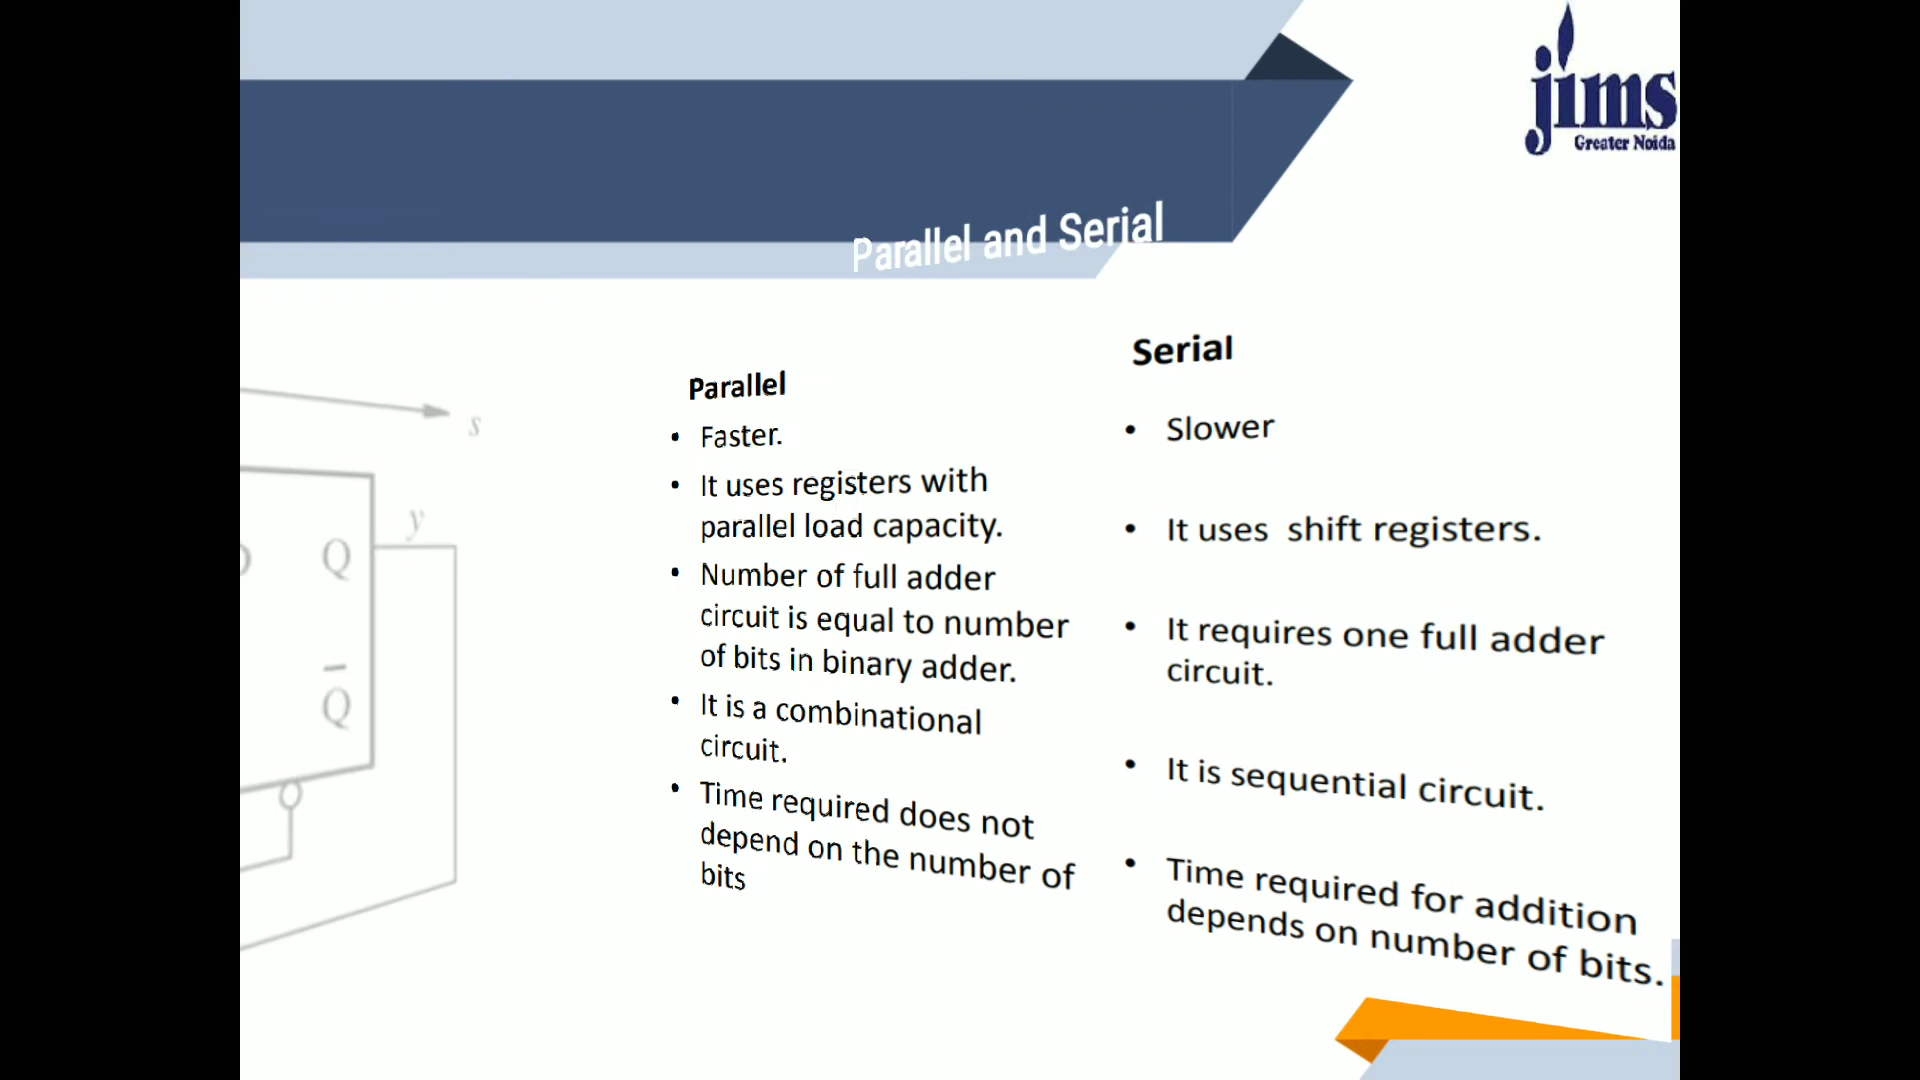 jims
Greater Noida
Parallel and Serial
Parallel
• Faster.
• It uses registers with
parallel load capacity.
• Number of full adder
circuit is equal to number
of bits in binary adder.
• It is a combinational
circuit.
• Time required does not
depend on the number of
bits
Serial
• Slower
• It uses shift registers.
• It requires one full adder
circuit.
• It is sequential circuit.
• Time required for addition
depends on number of bits.
s
y
Q
Q̅